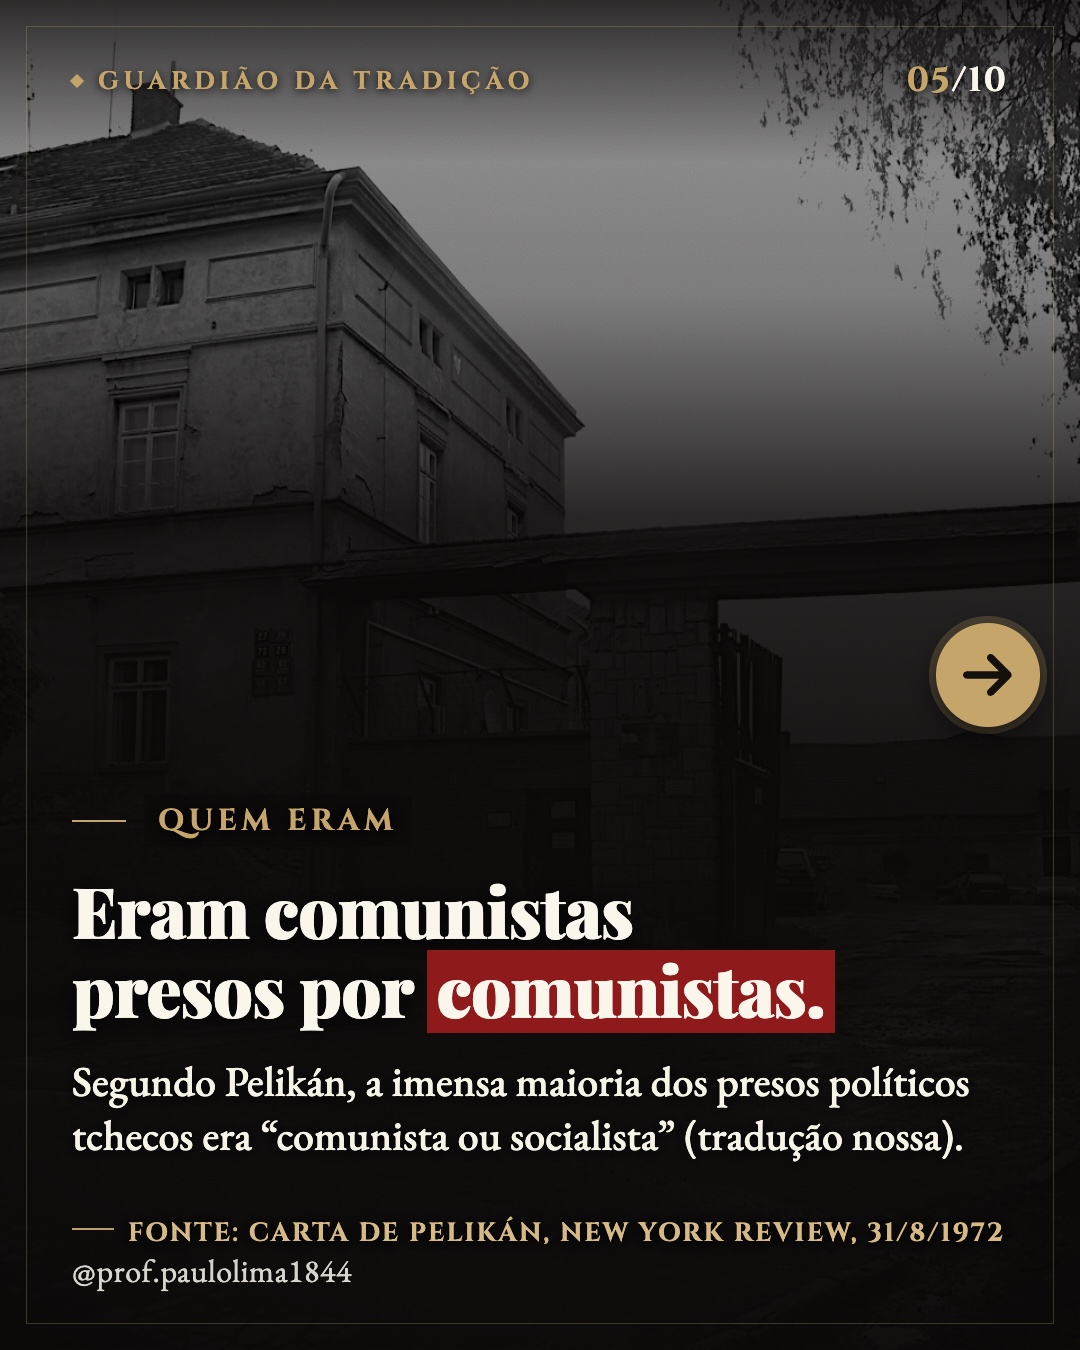 GUARDIÃO DA TRADIÇÃO
05/10
QUEM ERAM
Eram comunistas
presos por comunistas.
Segundo Pelikán, a imensa maioria dos presos políticos
tchecos era “comunista ou socialista” (tradução nossa).
FONTE: CARTA DE PELIKÁN, NEW YORK REVIEW, 31/8/1972
@prof.paulolima1844